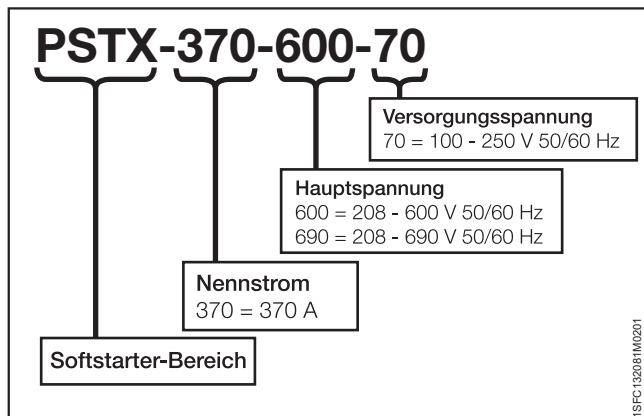 PSTX-370-600-70
Versorgungsspannung
70 = 100 - 250 V 50/60 Hz
Hauptspannung
600 = 208 - 600 V 50/60 Hz
690 = 208 - 690 V 50/60 Hz
Nennstrom
370 = 370 A
Softstarter-Bereich
1SFC132081M0201